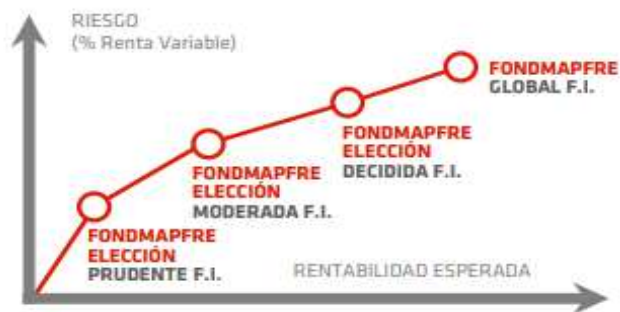 RIESGO
(% Renta Variable)
FONDMAPFRE
GLOBAL F.I.
FONDMAPFRE
ELECCIÓN
DECIDIDA F.I.
FONDMAPFRE
ELECCIÓN
MODERADA F.I.
FONDMAPFRE
ELECCIÓN
PRUDENTE F.I.
RENTABILIDAD ESPERADA